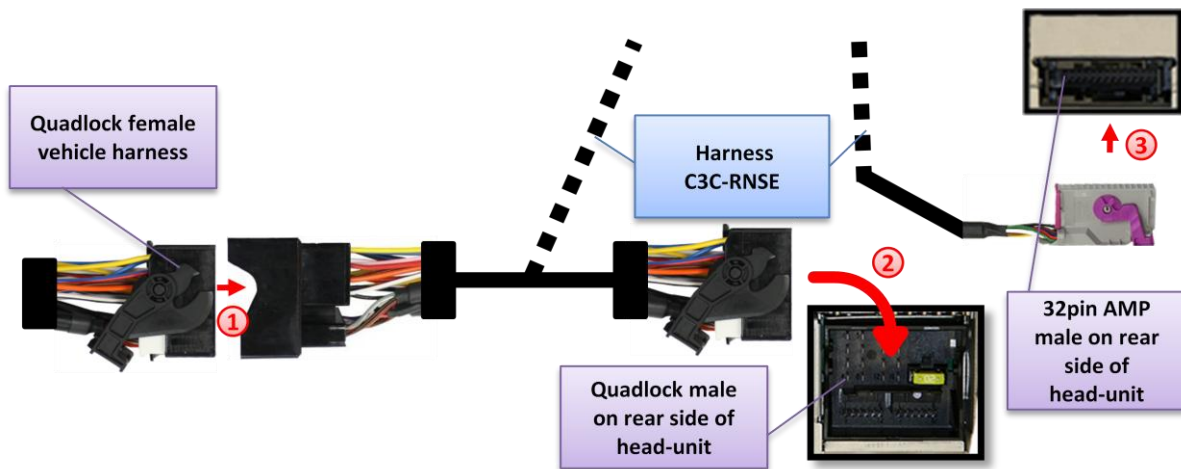 Quadlock female
vehicle harness
1
Harness
C3C-RNSE
2
Quadlock male
on rear side of
head-unit
3
32pin AMP
male on rear
side of
head-unit